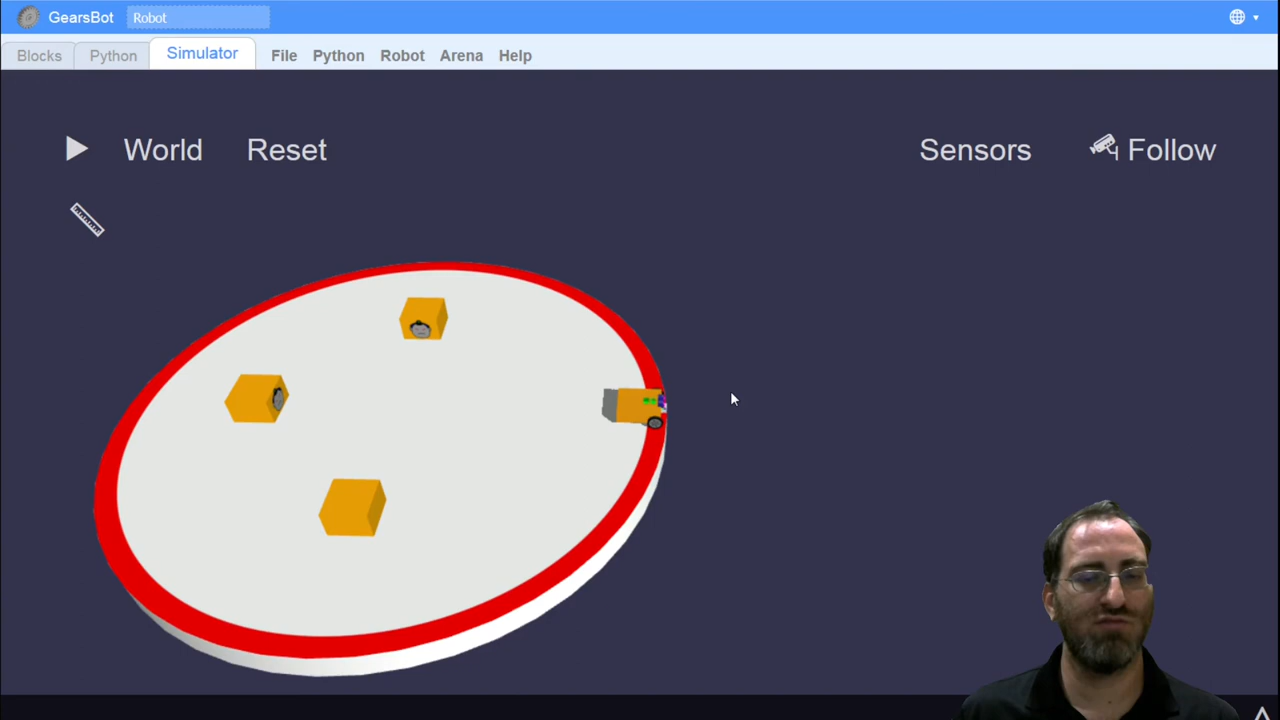 GearsBot Robot
Blocks Python Simulator File Python Robot Arena Help
World Reset Sensors Follow